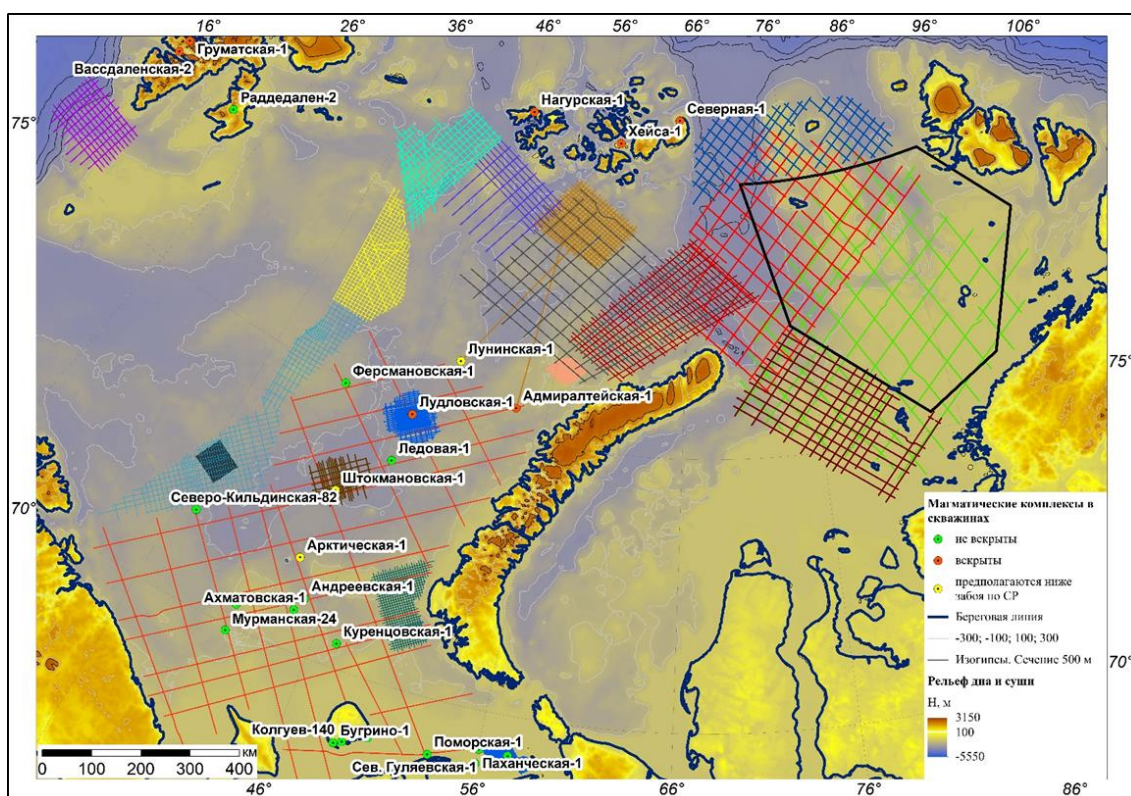 16° 26° 36° 46° 56° 66° 76° 86° 96° 106°
Груматская-1
Вассдаленская-2
Раддедален-2
Нагурская-1
Северная-1
75°
Хейса-1
75°
Лунинская-1
Ферсмановская-1
Лудловская-1
Адмиралтейская-1
Ледовая-1
Штокмановская-1
70°
Северо-Кильдинская-82
Арктическая-1
Андреевская-1
Ахматовская-1
Мурманская-24
Куренцовская-1
70°
Колгуев-140
Бугрино-1
Поморская-1
Сев. Гуляевская-1
Паханческая-1
КМ
0 100 200 300 400
Магматические комплексы в
скважинах
не вскрыты
вскрыты
предполагаются ниже
забоя по СР
Береговая линия
-300; -100; 100; 300
Изогипсы. Сечение 500 м
Рельеф дна и суши
Н, м
3150
100
-5550
46° 56° 66° 76° 86°